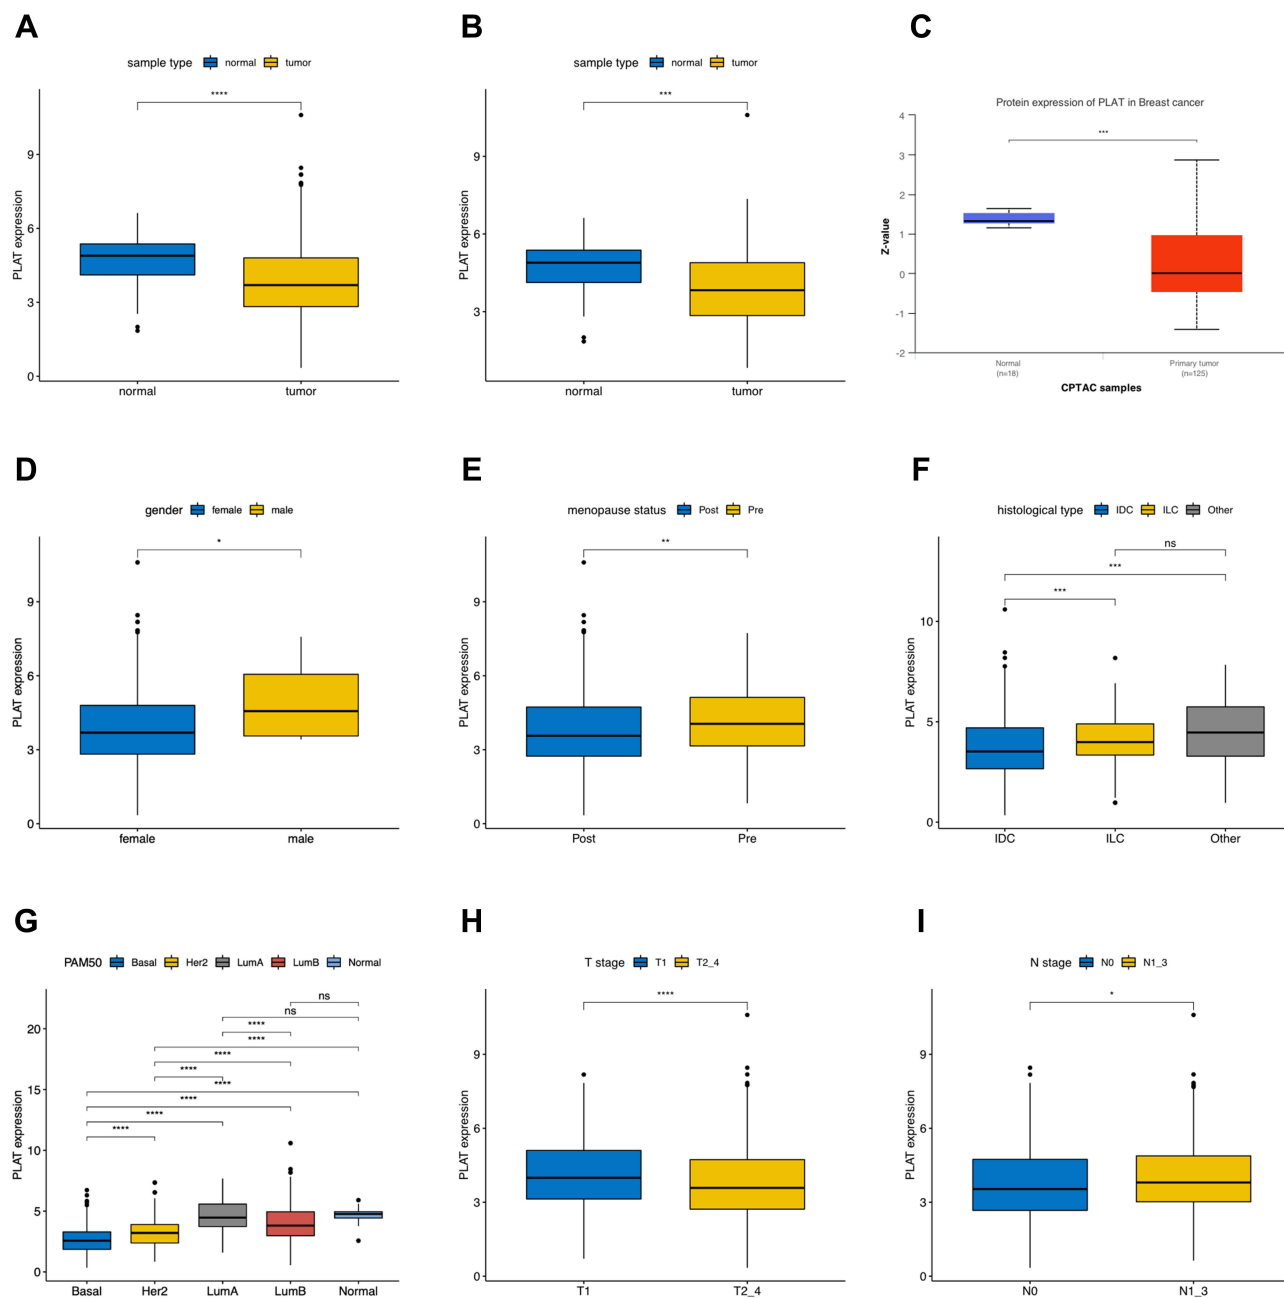 A
sample type normal tumor
****
PLAT expression
9
6
3
0
normal tumor
B
sample type normal tumor
***
PLAT expression
9
6
3
normal tumor
C
Protein expression of PLAT in Breast cancer
***
Z-value
4
3
2
1
0
-1
-2
Normal
(n=18)
Primary tumor
(n=125)
CPTAC samples
D
gender female male
*
PLAT expression
9
6
3
0
female male
E
menopause status Post Pre
**
PLAT expression
9
6
3
0
Post Pre
F
histological type IDC ILC Other
ns
***
***
PLAT expression
10
5
0
IDC ILC Other
G
PAM50 Basal Her2 LumA LumB Normal
ns
ns
****
****
****
****
****
****
****
****
PLAT expression
20
15
10
5
0
Basal Her2 LumA LumB Normal
H
T stage T1 T2_4
****
PLAT expression
9
6
3
0
T1 T2_4
I
N stage N0 N1_3
*
PLAT expression
9
6
3
0
N0 N1_3